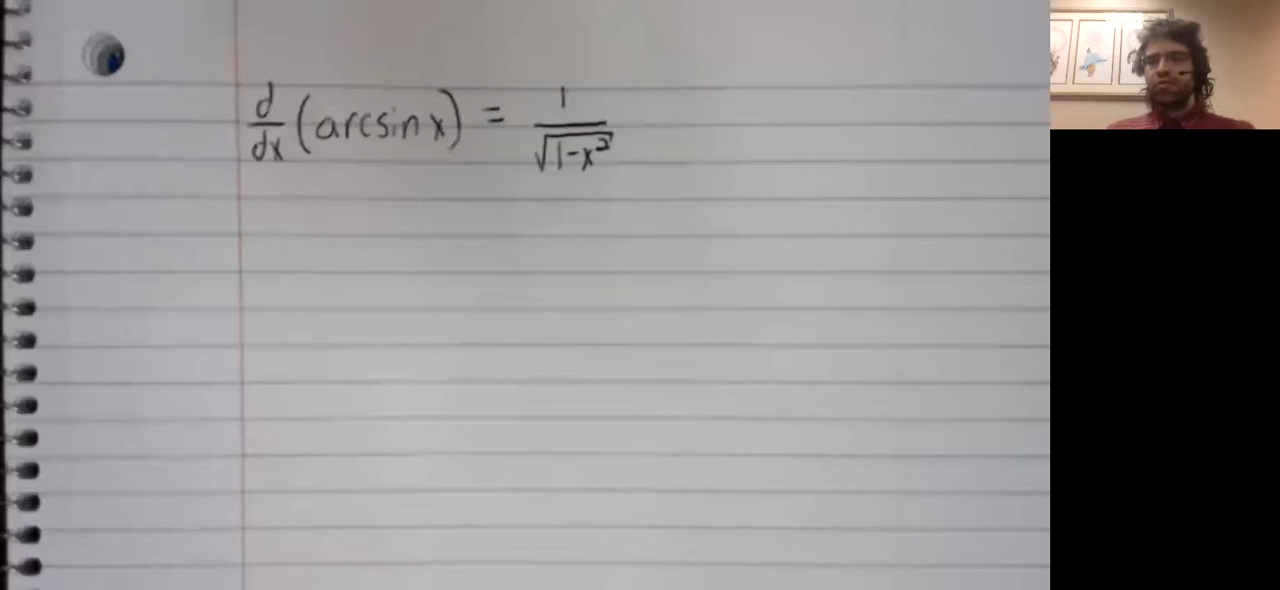 d/dx (arcsin x) = 1/√(1-x²)